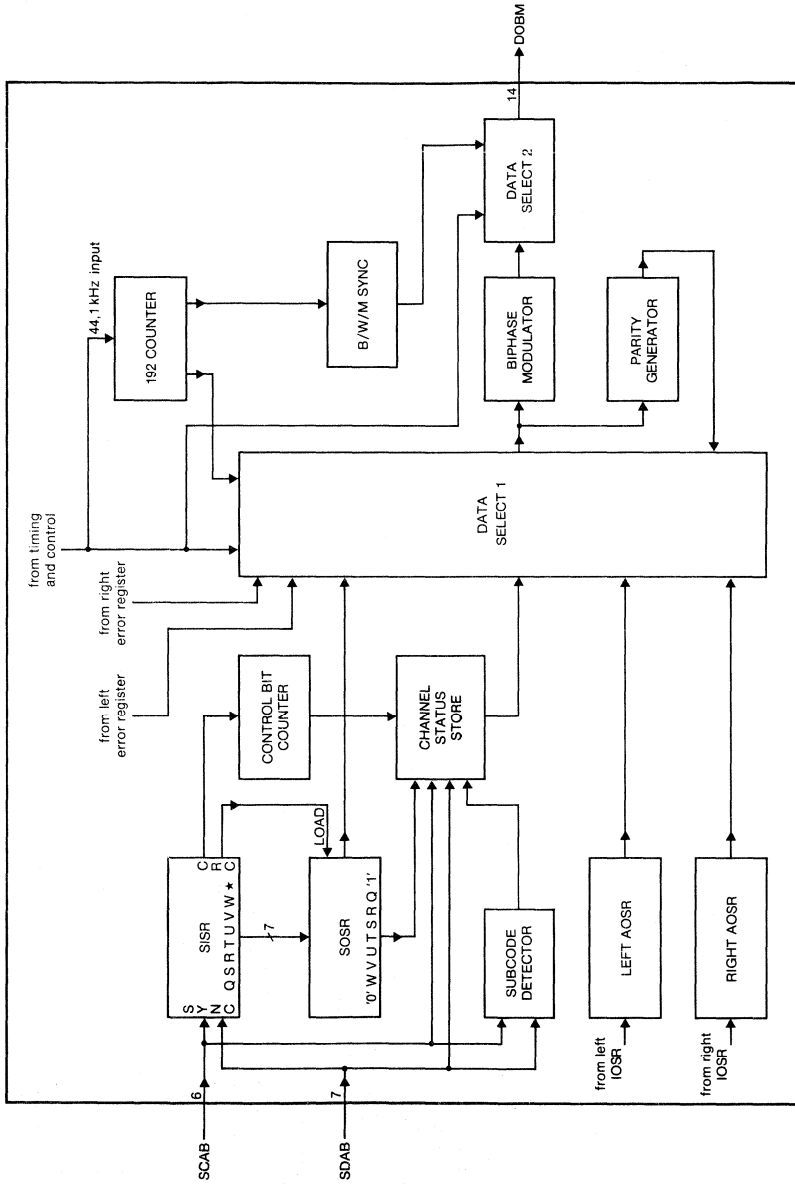 DOBM
14
DATA
SELECT 2
44,1 kHz input
192 COUNTER
B/W/M SYNC
BIPHASE
MODULATOR
PARITY
GENERATOR
from timing
and control
from right
error register
from left
error register
DATA
SELECT 1
CONTROL BIT
COUNTER
CHANNEL
STATUS
STORE
LOAD
S
Y
N
C
SISR
Q S R T U V W ★
C
R
C
7
SOSR
'0' W V U T S R Q '1'
SUBCODE
DETECTOR
LEFT AOSR
RIGHT AOSR
from left
IOSR
from right
IOSR
6
7
SCAB
SDAB